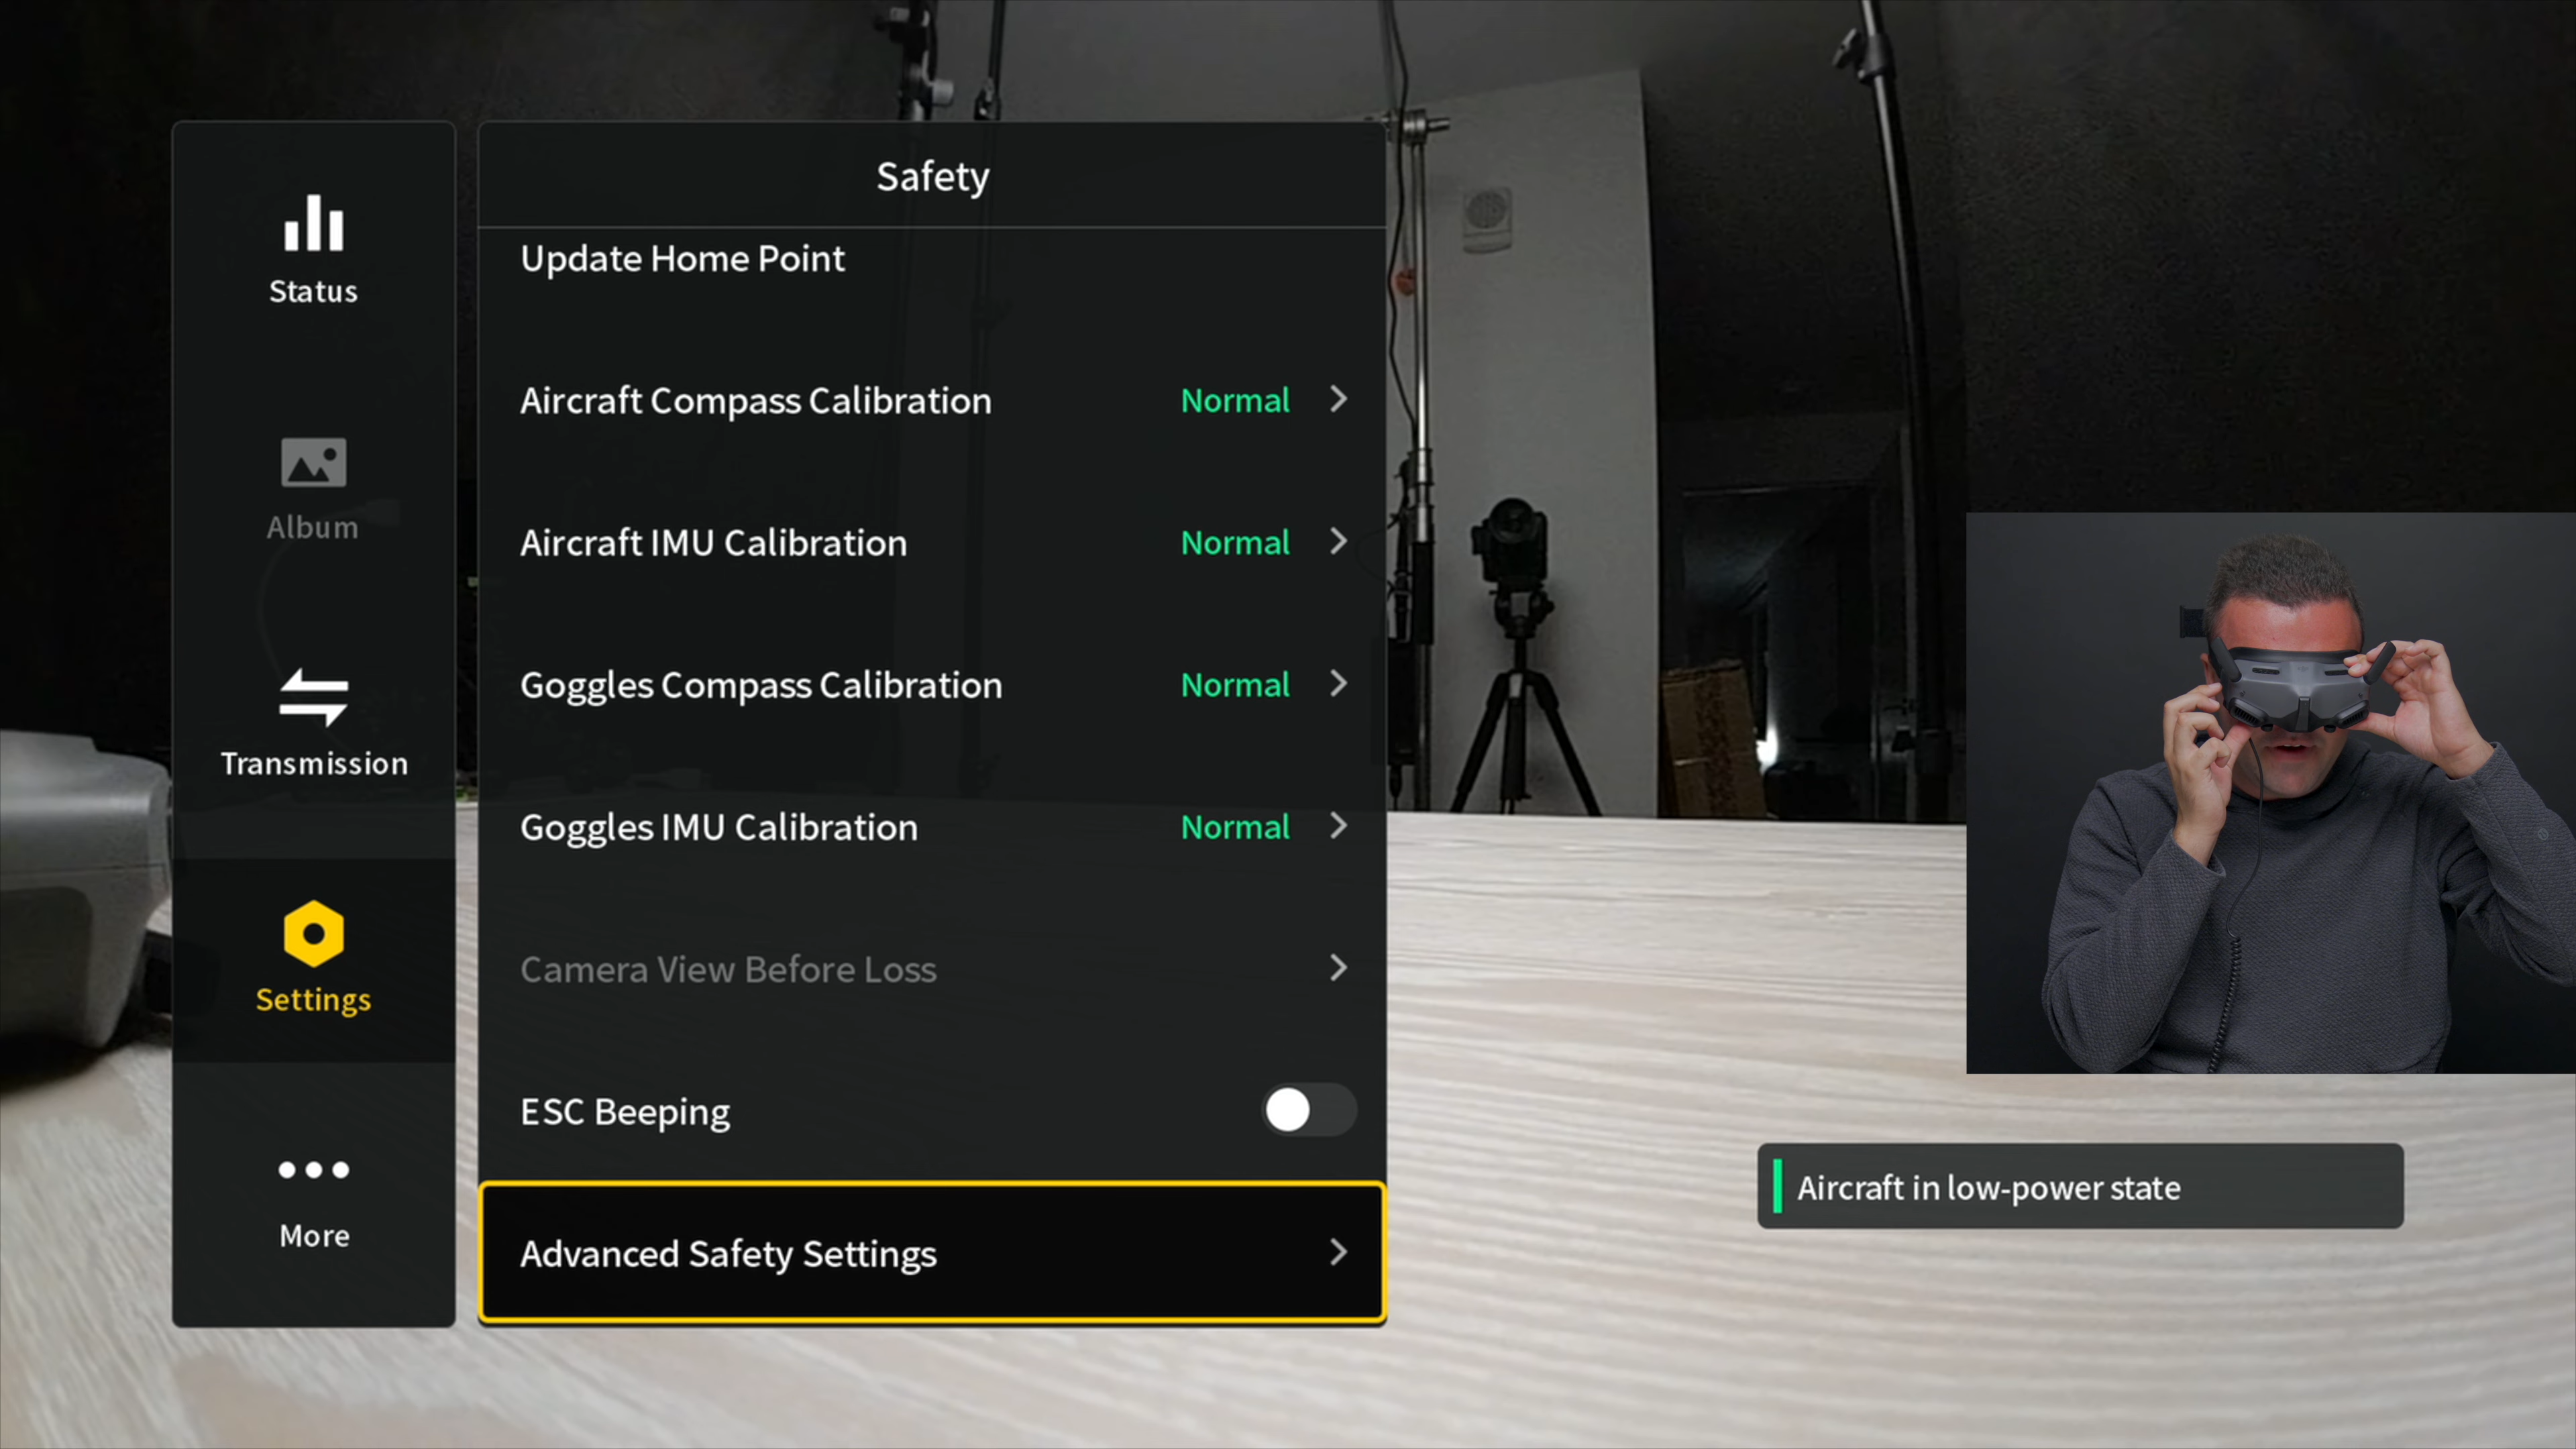 Safety
Status
Album
Transmission
Settings
More
Update Home Point
Aircraft Compass Calibration Normal
Aircraft IMU Calibration Normal
Goggles Compass Calibration Normal
Goggles IMU Calibration Normal
Camera View Before Loss
ESC Beeping
Advanced Safety Settings
Aircraft in low-power state